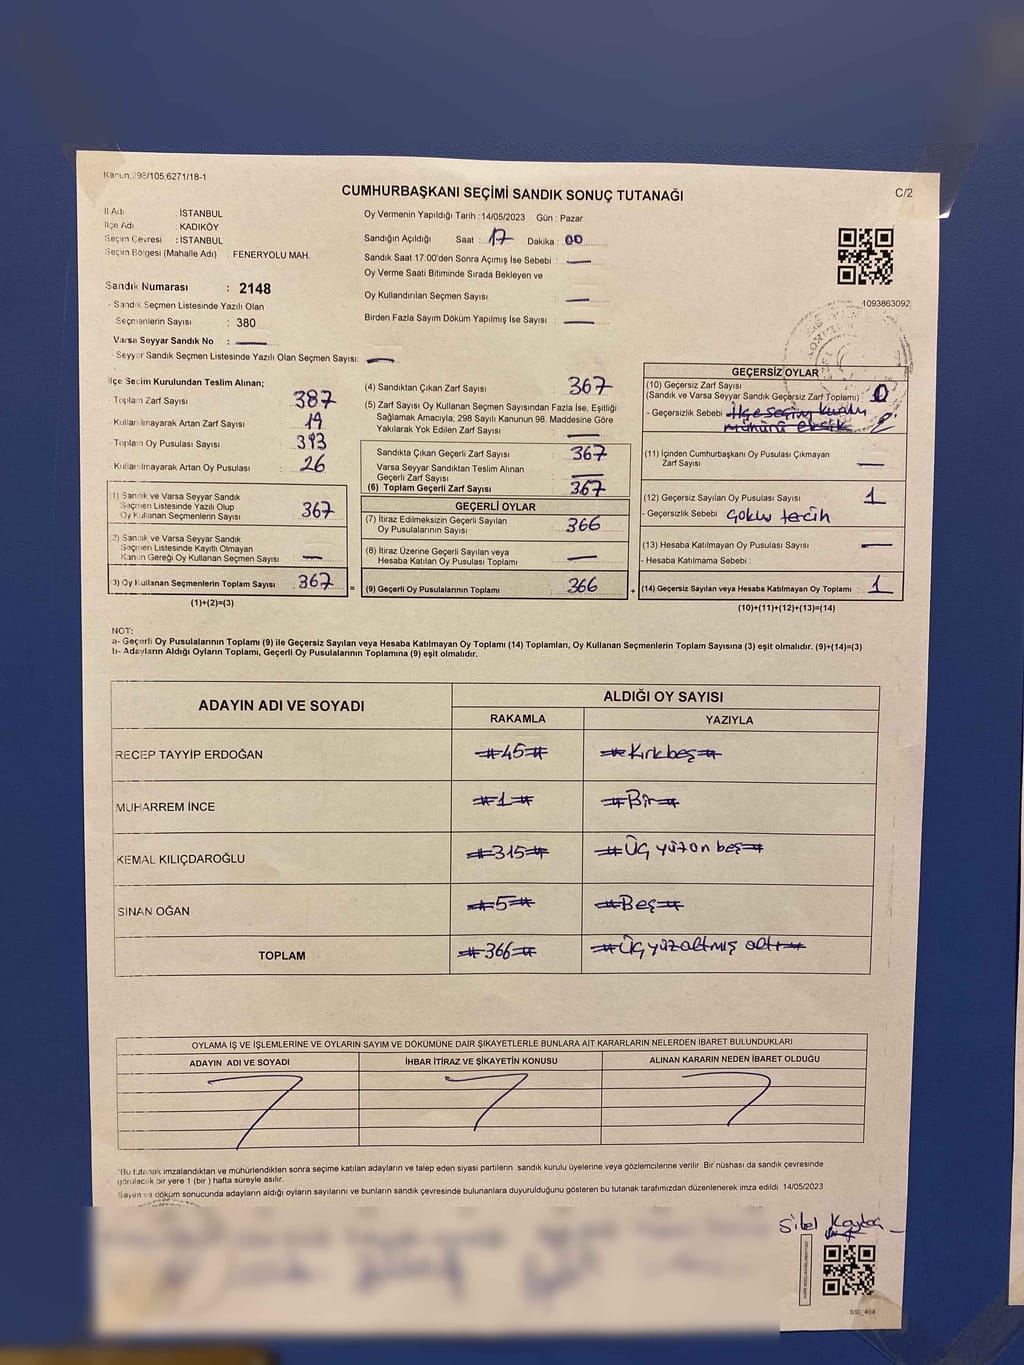 Kanun;298/105;6271/18-1
CUMHURBAŞKANI SEÇİMİ SANDIK SONUÇ TUTANAĞI
C/2
İl Adı : İSTANBUL
İlçe Adı : KADIKÖY
Seçim Çevresi : İSTANBUL
Seçim Bölgesi (Mahalle Adı) : FENERYOLU MAH.
Oy Vermenin Yapıldığı Tarih :14/05/2023 Gün : Pazar
Sandığın Açıldığı Saat : 17 Dakika : 00
Sandık Saat 17:00'den Sonra Açımış İse Sebebi : —
Oy Verme Saati Bitiminde Sırada Bekleyen ve
Oy Kullandırılan Seçmen Sayısı : —
Birden Fazla Sayım Döküm Yapılmış İse Sayısı : —
1093863092
Sandık Numarası : 2148
- Sandık Seçmen Listesinde Yazılı Olan
Seçmenlerin Sayısı : 380
Varsa Seyyar Sandık No : —
- Seyyar Sandık Seçmen Listesinde Yazılı Olan Seçmen Sayısı: —
İlçe Seçim Kurulundan Teslim Alınan;
- Toplam Zarf Sayısı : 387
- Kullanılmayarak Artan Zarf Sayısı : 19
- Toplam Oy Pusulası Sayısı : 393
- Kullanılmayarak Artan Oy Pusulası : 26
1) Sandık ve Varsa Seyyar Sandık
Seçmen Listesinde Yazılı Olup
Oy Kullanan Seçmenlerin Sayısı : 367
2) Sandık ve Varsa Seyyar Sandık
Seçmen Listesinde Kayıtlı Olmayan
Kanun Gereği Oy Kullanan Seçmen Sayısı : —
3) Oy Kullanan Seçmenlerin Toplam Sayısı : 367
(1)+(2)=(3)
(4) Sandıktan Çıkan Zarf Sayısı : 367
(5) Zarf Sayısı Oy Kullanan Seçmen Sayısından Fazla İse, Eşitliği
Sağlamak Amacıyla, 298 Sayılı Kanunun 98. Maddesine Göre
Yakılarak Yok Edilen Zarf Sayısı : —
Sandıkta Çıkan Geçerli Zarf Sayısı : 367
Varsa Seyyar Sandıktan Teslim Alınan
Geçerli Zarf Sayısı : —
(6) Toplam Geçerli Zarf Sayısı : 367
GEÇERLİ OYLAR
(7) İtiraz Edilmeksizin Geçerli Sayılan
Oy Pusulalarının Sayısı : 366
(8) İtiraz Üzerine Geçerli Sayılan veya
Hesaba Katılan Oy Pusulası Toplamı : —
= (9) Geçerli Oy Pusulalarının Toplamı : 366
GEÇERSİZ OYLAR
(10) Geçersiz Zarf Sayısı
(Sandık ve Varsa Seyyar Sandık Geçersiz Zarf Toplamı) : 0
- Geçersizlik Sebebi : İlçe seçim kurulu
mührü eksik
(11) İçinden Cumhurbaşkanı Oy Pusulası Çıkmayan
Zarf Sayısı : —
(12) Geçersiz Sayılan Oy Pusulası Sayısı : 1
- Geçersizlik Sebebi : Çoklu tercih
(13) Hesaba Katılmayan Oy Pusulası Sayısı : —
- Hesaba Katılmama Sebebi :
+ (14) Geçersiz Sayılan veya Hesaba Katılmayan Oy Toplamı : 1
(10)+(11)+(12)+(13)=(14)
NOT:
a- Geçerli Oy Pusulalarının Toplamı (9) ile Geçersiz Sayılan veya Hesaba Katılmayan Oy Toplamı (14) Toplamları, Oy Kullanan Seçmenlerin Toplam Sayısına (3) eşit olmalıdır. (9)+(14)=(3)
b- Adayların Aldığı Oyların Toplamı, Geçerli Oy Pusulalarının Toplamına (9) eşit olmalıdır.
ADAYIN ADI VE SOYADI
ALDIĞI OY SAYISI
RAKAMLA YAZIYLA
RECEP TAYYİP ERDOĞAN #45# #Kırkbeş#
MUHARREM İNCE #1# #Bir#
KEMAL KILIÇDAROĞLU #315# #Üç yüzon beş#
SİNAN OĞAN #5# #Beş#
TOPLAM #366# #Üç yüzaltmış altı#
OYLAMA İŞ VE İŞLEMLERİNE VE OYLARIN SAYIM VE DÖKÜMÜNE DAİR ŞİKAYETLERLE BUNLARA AİT KARARLARIN NELERDEN İBARET BULUNDUKLARI
ADAYIN ADI VE SOYADI İHBAR İTİRAZ VE ŞİKAYETİN KONUSU ALINAN KARARIN NEDEN İBARET OLDUĞU
*Bu tutanak imzalandıktan ve mühürlendikten sonra seçime katılan adayların ve talep eden siyasi partilerin sandık kurulu üyelerine veya gözlemcilerine verilir. Bir nüshası da sandık çevresinde
görülecek bir yere 1 (bir) hafta süreyle asılır.
Sayım ve döküm sonucunda adayların aldığı oyların sayılarını ve bunların sandık çevresinde bulunanlara duyurulduğunu gösteren bu tutanak tarafımızdan düzenlenerek imza edildi. 14/05/2023
Sibel
SSI_404